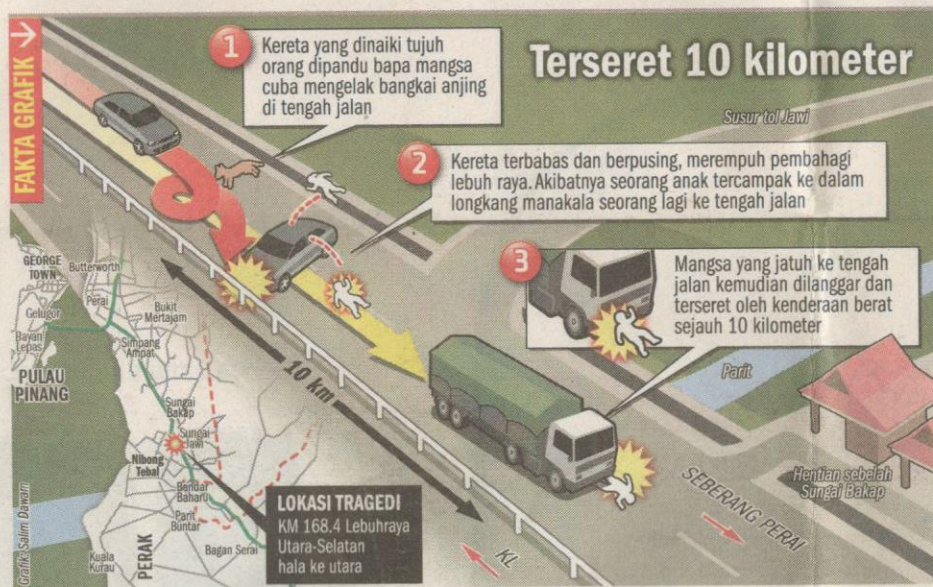 FAKTA GRAFIK
Terseret 10 kilometer
1
Kereta yang dinaiki tujuh
orang dipandu bapa mangsa
cuba mengelak bangkai anjing
di tengah jalan
Susur tol Jawi
2
Kereta terbabas dan berpusing, merempuh pembahagi
lebuh raya. Akibatnya seorang anak tercampak ke dalam
longkang manakala seorang lagi ke tengah jalan
3
Mangsa yang jatuh ke tengah
jalan kemudian dilanggar dan
terseret oleh kenderaan berat
sejauh 10 kilometer
10 km
Parit
Hentian sebelah
Sungai Bakap
SEBERANG PERAI
KL
GEORGE
TOWN
Butterworth
Perai
Gelugor
Bukit
Mertajam
Bayan
Lepas
Simpang
Ampat
PULAU
PINANG
Sungai
Bakap
Sungai
Jawi
Nibong
Tebal
Bandar
Baharu
Parit
Buntar
Bagan Serai
Kuala
Kurau
PERAK
LOKASI TRAGEDI
KM 168.4 Lebuhraya
Utara-Selatan
hala ke utara
Grafik Salim Dawari